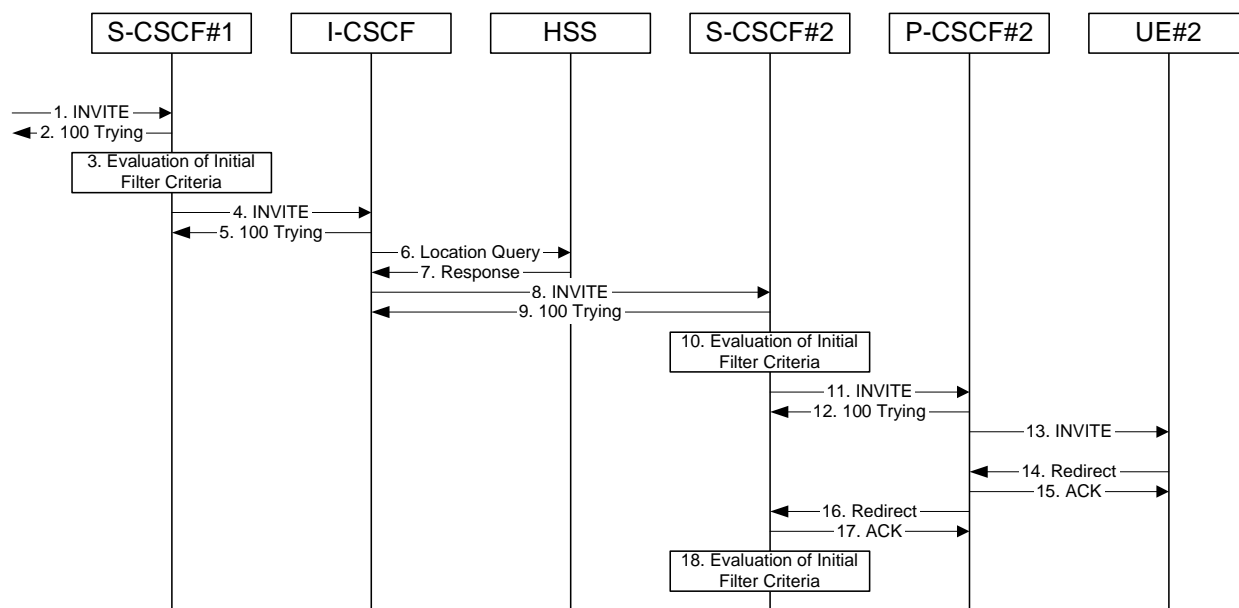 S-CSCF#1
I-CSCF
HSS
S-CSCF#2
P-CSCF#2
UE#2
1. INVITE
2. 100 Trying
3. Evaluation of Initial
Filter Criteria
4. INVITE
5. 100 Trying
6. Location Query
7. Response
8. INVITE
9. 100 Trying
10. Evaluation of Initial
Filter Criteria
11. INVITE
12. 100 Trying
13. INVITE
14. Redirect
15. ACK
16. Redirect
17. ACK
18. Evaluation of Initial
Filter Criteria